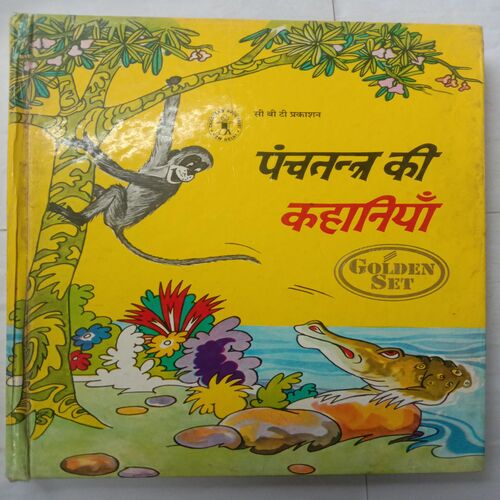 सी बी टी प्रकाशन
पंचतन्त्र की
कहानियाँ
GOLDEN
SET